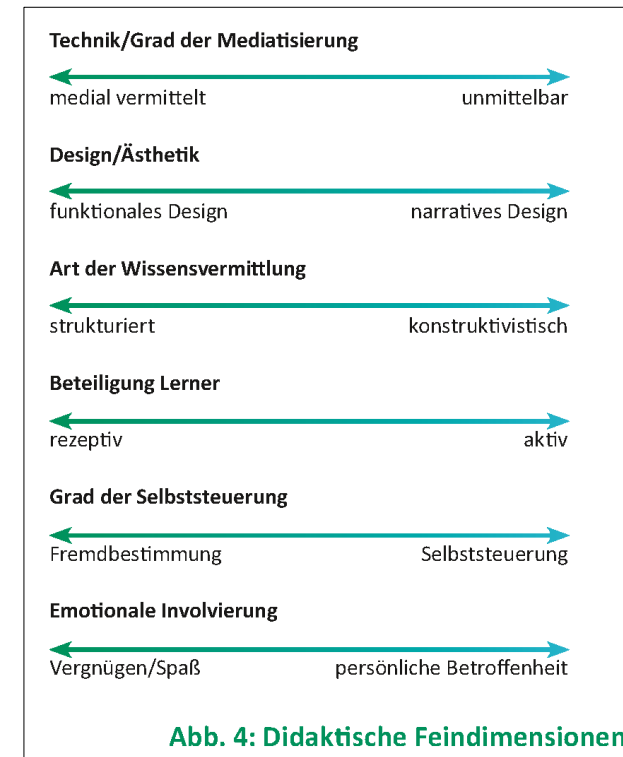 Technik/Grad der Mediatisierung
medial vermittelt unmittelbar
Design/Ästhetik
funktionales Design narratives Design
Art der Wissensvermittlung
strukturiert konstruktivistisch
Beteiligung Lerner
rezeptiv aktiv
Grad der Selbststeuerung
Fremdbestimmung Selbststeuerung
Emotionale Involvierung
Vergnügen/Spaß persönliche Betroffenheit
Abb. 4: Didaktische Feindimensionen